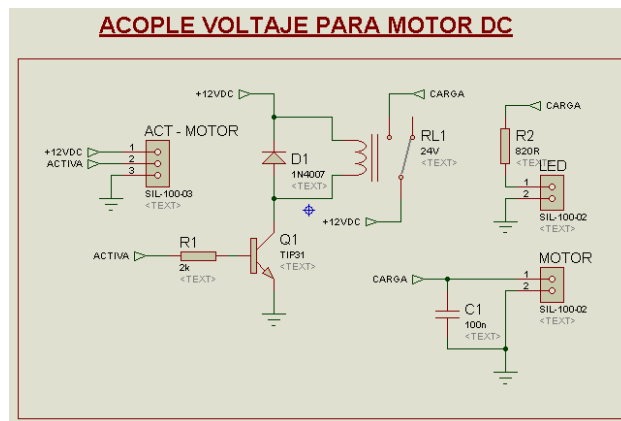 ACOPLE VOLTAJE PARA MOTOR DC
+12VDC
CARGA
ACT - MOTOR
+12VDC
ACTIVA
1
2
3
SIL-100-03
<TEXT>
D1
1N4007
<TEXT>
RL1
24V
<TEXT>
+12VDC
CARGA
R2
820R
<TEXT>
LED
1
2
SIL-100-02
<TEXT>
ACTIVA
R1
2k
<TEXT>
Q1
TIP31
<TEXT>
CARGA
C1
100n
<TEXT>
MOTOR
1
2
SIL-100-02
<TEXT>